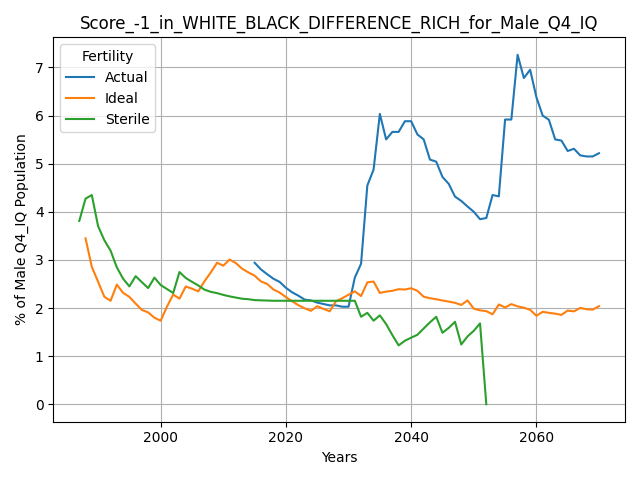 Score_-1_in_WHITE_BLACK_DIFFERENCE_RICH_for_Male_Q4_IQ
Fertility
Actual
Ideal
Sterile
% of Male Q4_IQ Population
7
6
5
4
3
2
1
0
2000
2020
2040
2060
Years